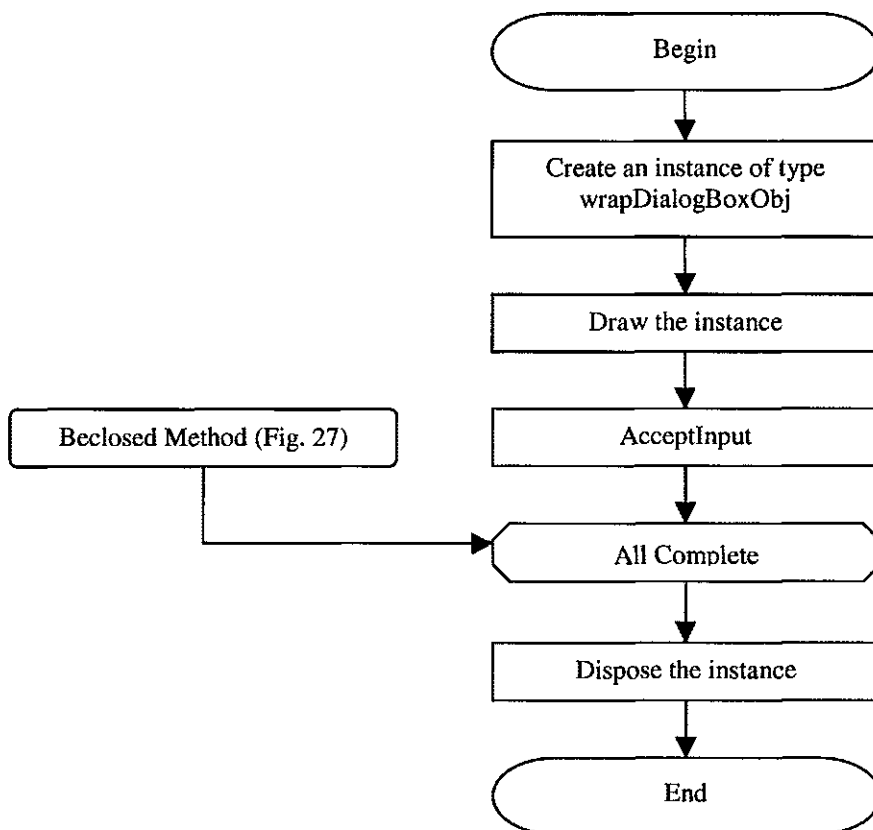 Begin
Create an instance of type
wrapDialogBoxObj
Draw the instance
Beclosed Method (Fig. 27)
AcceptInput
All Complete
Dispose the instance
End